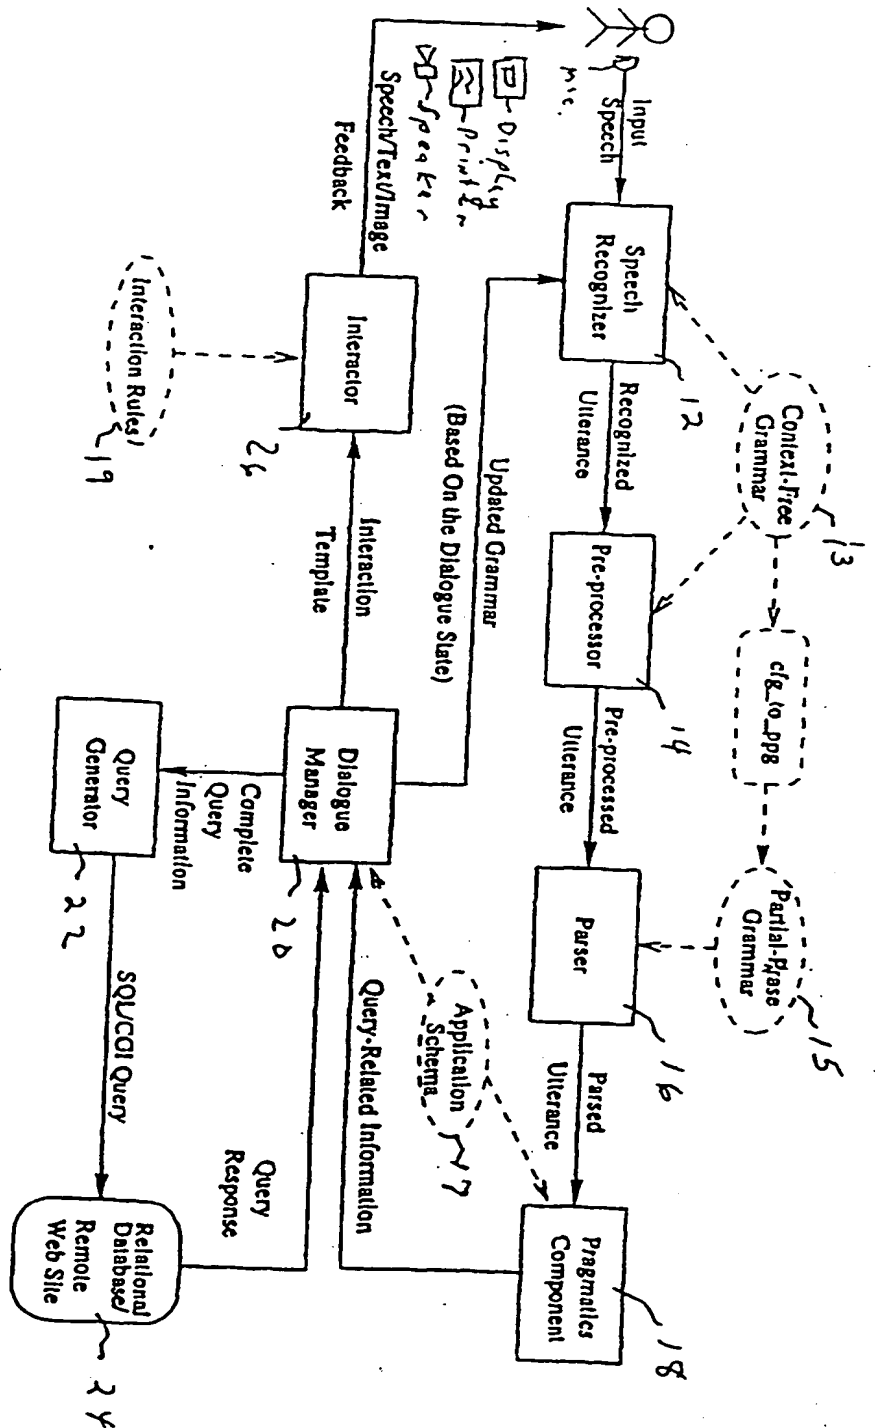 mic.
Input
Speech
Speech
Recognizer
12
Recognized
Utterance
Context-Free
Grammar
13
Pre-processor
14
cfg_to_ppg
Pre-processed
Utterance
Partial-Phrase
Grammar
15
Parser
16
Parsed
Utterance
Pragmatics
Component
18
Display
Printer
Speaker
Speech/Text/Image
Feedback
Updated Grammar
(Based On the Dialogue State)
Application
Schema
17
Query-Related Information
Interactor
26
Interaction Rules
19
Interaction
Template
Dialogue
Manager
20
Complete
Query
Information
Query
Response
Query
Generator
22
SQL/CGI Query
Relational
Database/
Remote
Web Site
24